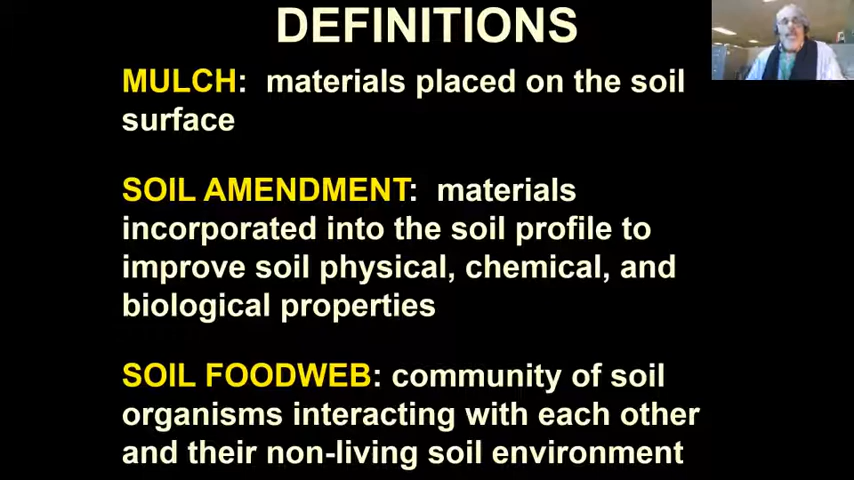 DEFINITIONS
MULCH:  materials placed on the soil
surface
SOIL AMENDMENT:  materials
incorporated into the soil profile to
improve soil physical, chemical, and
biological properties
SOIL FOODWEB: community of soil
organisms interacting with each other
and their non-living soil environment